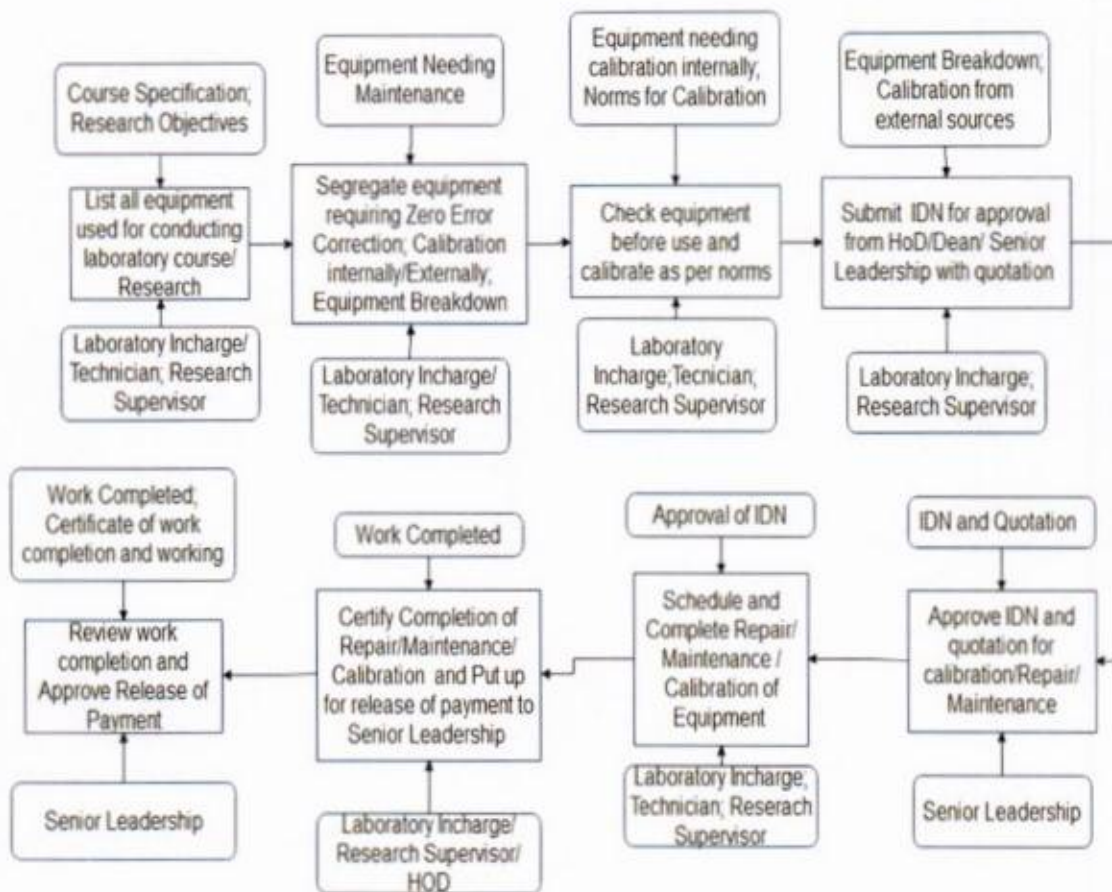 Course Specification;
Research Objectives
List all equipment
used for conducting
laboratory course/
Research
Laboratory Incharge/
Technician; Research
Supervisor
Equipment Needing
Maintenance
Segregate equipment
requiring Zero Error
Correction; Calibration
internally/Externally;
Equipment Breakdown
Laboratory Incharge/
Technician; Research
Supervisor
Equipment needing
calibration internally;
Norms for Calibration
Check equipment
before use and
calibrate as per norms
Laboratory
Incharge;Tecnician;
Research Supervisor
Equipment Breakdown;
Calibration from
external sources
Submit IDN for approval
from HoD/Dean/ Senior
Leadership with quotation
Laboratory Incharge;
Research Supervisor
IDN and Quotation
Approve IDN and
quotation for
calibration/Repair/
Maintenance
Senior Leadership
Approval of IDN
Schedule and
Complete Repair/
Maintenance /
Calibration of
Equipment
Laboratory Incharge;
Technician; Reserach
Supervisor
Work Completed
Certify Completion of
Repair/Maintenance/
Calibration and Put up
for release of payment to
Senior Leadership
Laboratory Incharge/
Research Supervisor/
HOD
Work Completed;
Certificate of work
completion and working
Review work
completion and
Approve Release of
Payment
Senior Leadership